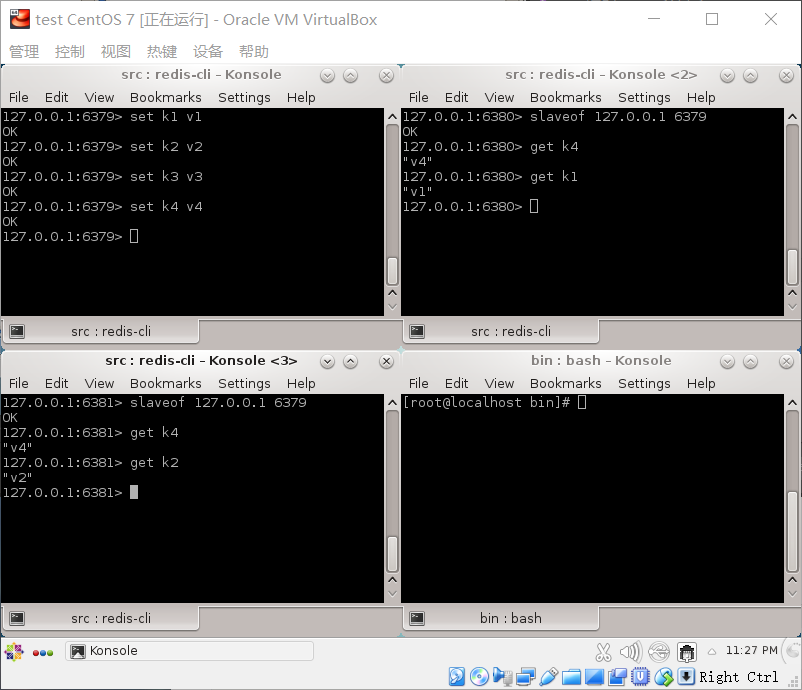 test CentOS 7 [正在运行] - Oracle VM VirtualBox
管理 控制 视图 热键 设备 帮助
src : redis-cli – Konsole
File Edit View Bookmarks Settings Help
127.0.0.1:6379> set k1 v1
OK
127.0.0.1:6379> set k2 v2
OK
127.0.0.1:6379> set k3 v3
OK
127.0.0.1:6379> set k4 v4
OK
127.0.0.1:6379>
src : redis-cli
src : redis-cli – Konsole <2>
File Edit View Bookmarks Settings Help
127.0.0.1:6380> slaveof 127.0.0.1 6379
OK
127.0.0.1:6380> get k4
"v4"
127.0.0.1:6380> get k1
"v1"
127.0.0.1:6380>
src : redis-cli
src : redis-cli – Konsole <3>
File Edit View Bookmarks Settings Help
127.0.0.1:6381> slaveof 127.0.0.1 6379
OK
127.0.0.1:6381> get k4
"v4"
127.0.0.1:6381> get k2
"v2"
127.0.0.1:6381>
src : redis-cli
bin : bash – Konsole
File Edit View Bookmarks Settings Help
[root@localhost bin]#
bin : bash
Konsole
11:27 PM
Right Ctrl